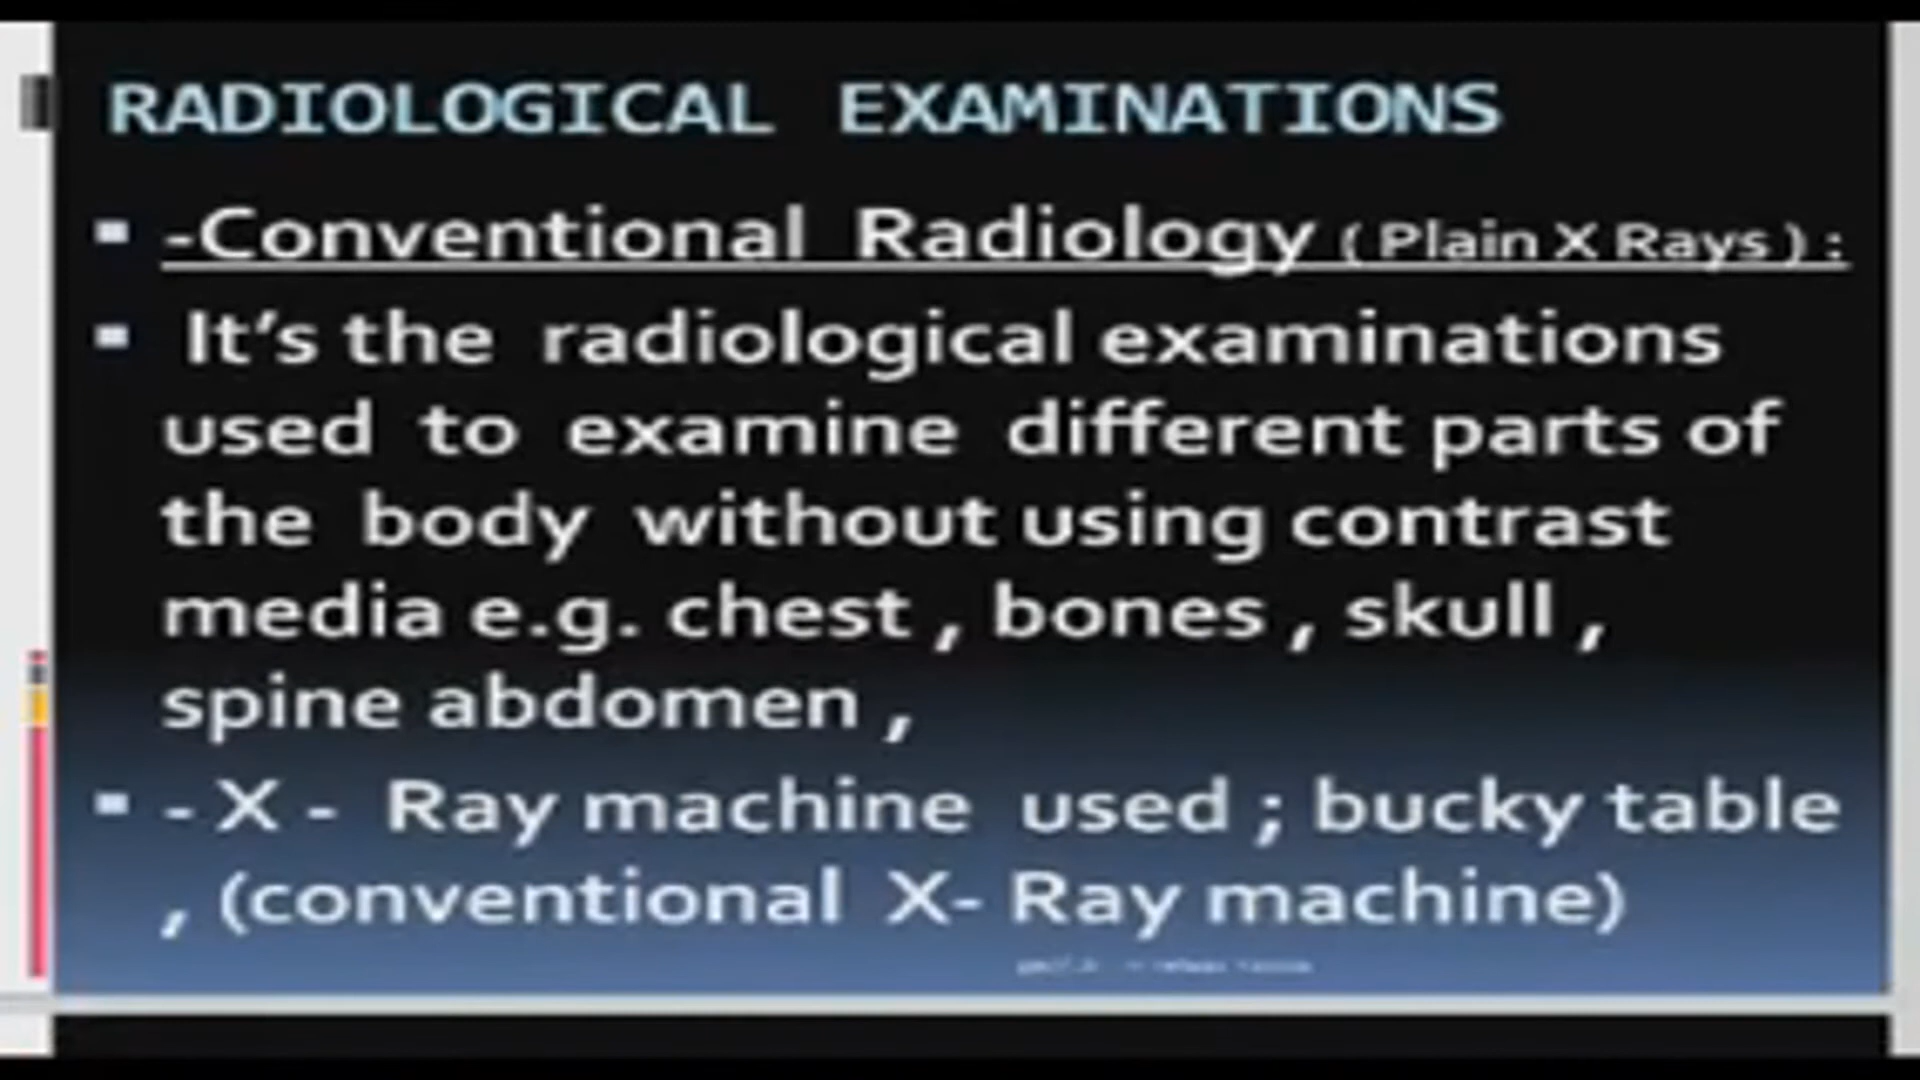 RADIOLOGICAL EXAMINATIONS
-Conventional Radiology ( Plain X Rays ) :
It's the radiological examinations
used to examine different parts of
the body without using contrast
media e.g. chest , bones , skull ,
spine abdomen ,
- X - Ray machine used ; bucky table
, (conventional X- Ray machine)